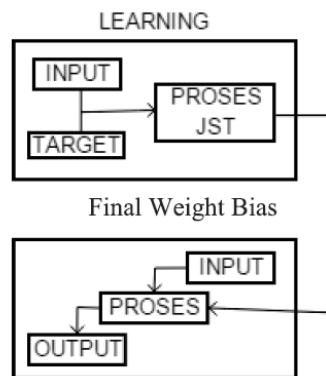 LEARNING
INPUT
PROSES
JST
TARGET
Final Weight Bias
INPUT
PROSES
OUTPUT